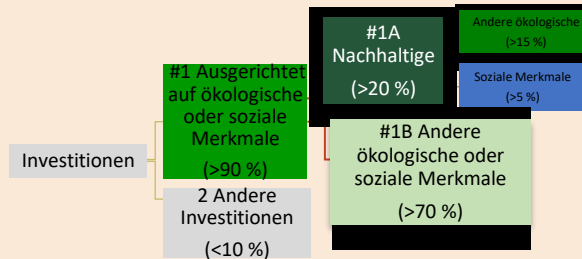 Investitionen
#1 Ausgerichtet
auf ökologische
oder soziale
Merkmale
(>90 %)
2 Andere
Investitionen
(<10 %)
#1A
Nachhaltige
(>20 %)
#1B Andere
ökologische oder
soziale Merkmale
(>70 %)
Andere ökologische
(>15 %)
Soziale Merkmale
(>5 %)